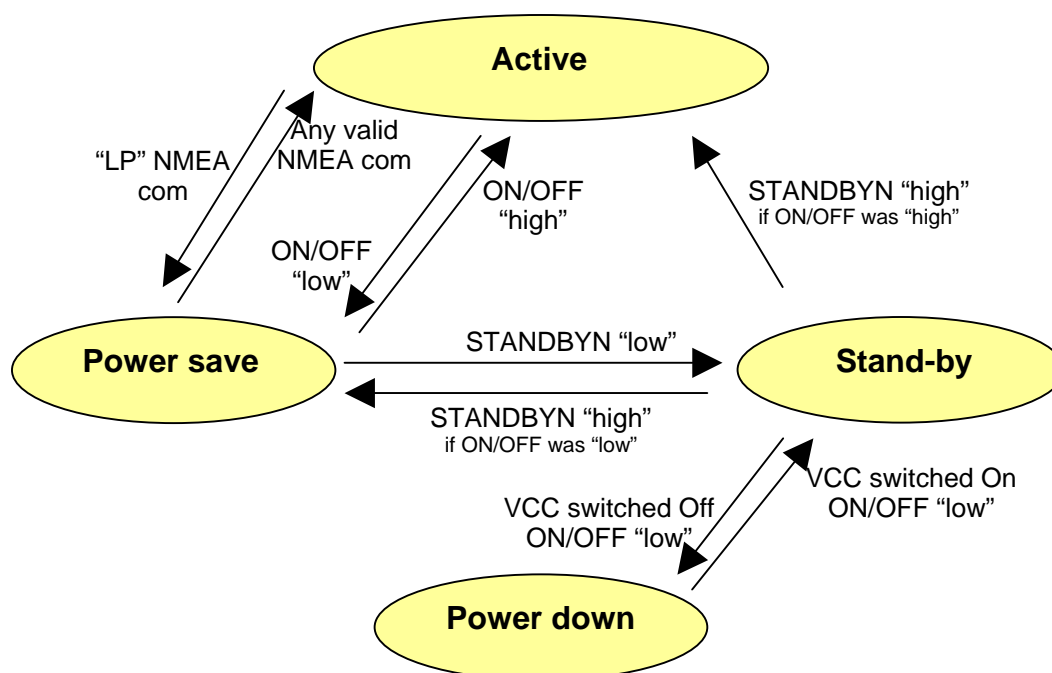 Active
“LP” NMEA
com
Any valid
NMEA com
ON/OFF
“low”
ON/OFF
“high”
STANDBYN “high”
if ON/OFF was “high”
Power save
STANDBYN “low”
STANDBYN “high”
if ON/OFF was “low”
Stand-by
VCC switched Off
ON/OFF “low”
VCC switched On
ON/OFF “low”
Power down